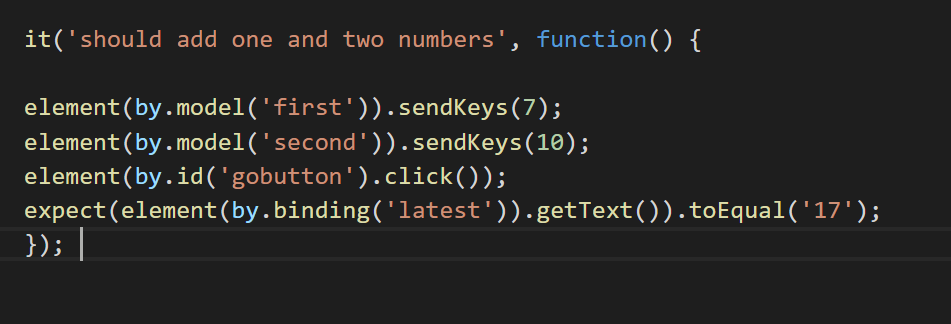 it('should add one and two numbers', function() {
element(by.model('first')).sendKeys(7);
element(by.model('second')).sendKeys(10);
element(by.id('gobutton').click());
expect(element(by.binding('latest')).getText()).toEqual('17');
});